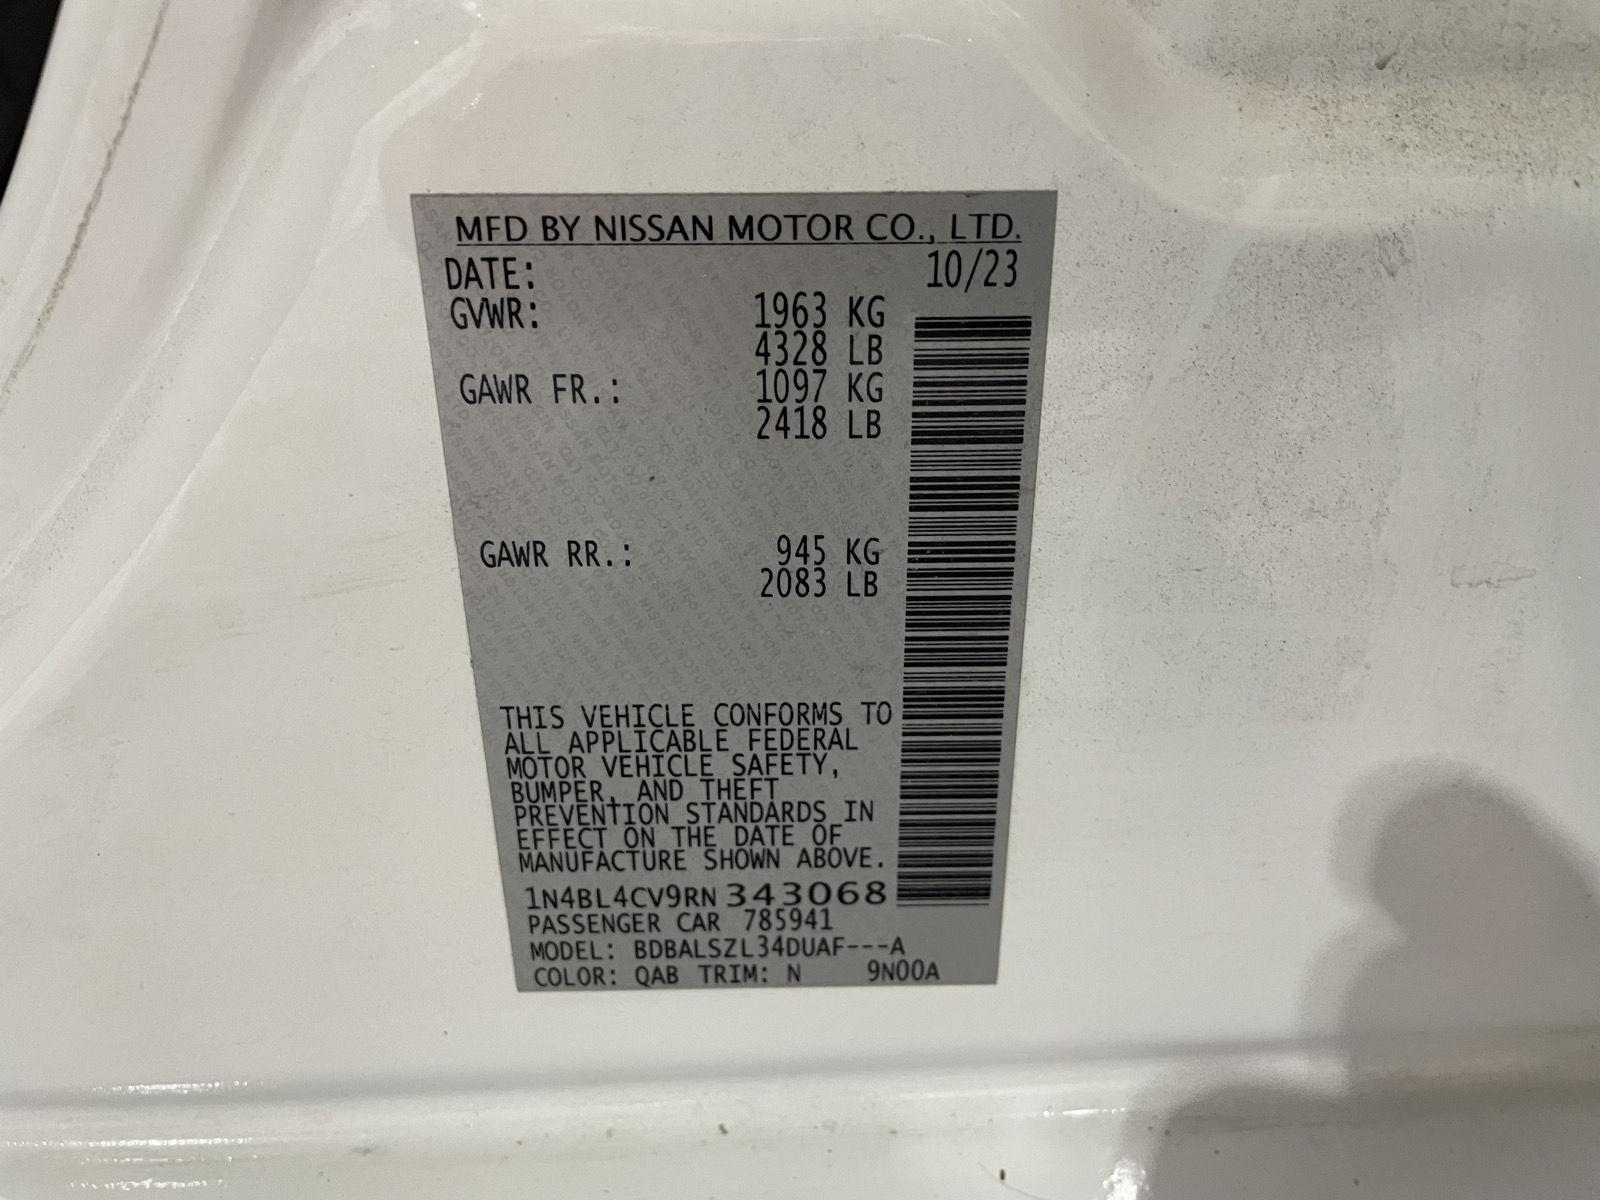 MFD BY NISSAN MOTOR CO., LTD.
DATE: 10/23
GVWR: 1963 KG
4328 LB
GAWR FR.: 1097 KG
2418 LB
GAWR RR.: 945 KG
2083 LB
THIS VEHICLE CONFORMS TO
ALL APPLICABLE FEDERAL
MOTOR VEHICLE SAFETY,
BUMPER, AND THEFT
PREVENTION STANDARDS IN
EFFECT ON THE DATE OF
MANUFACTURE SHOWN ABOVE.
1N4BL4CV9RN 343068
PASSENGER CAR 785941
MODEL: BDBALSZL34DUAF---A
COLOR: QAB TRIM: N 9N00A